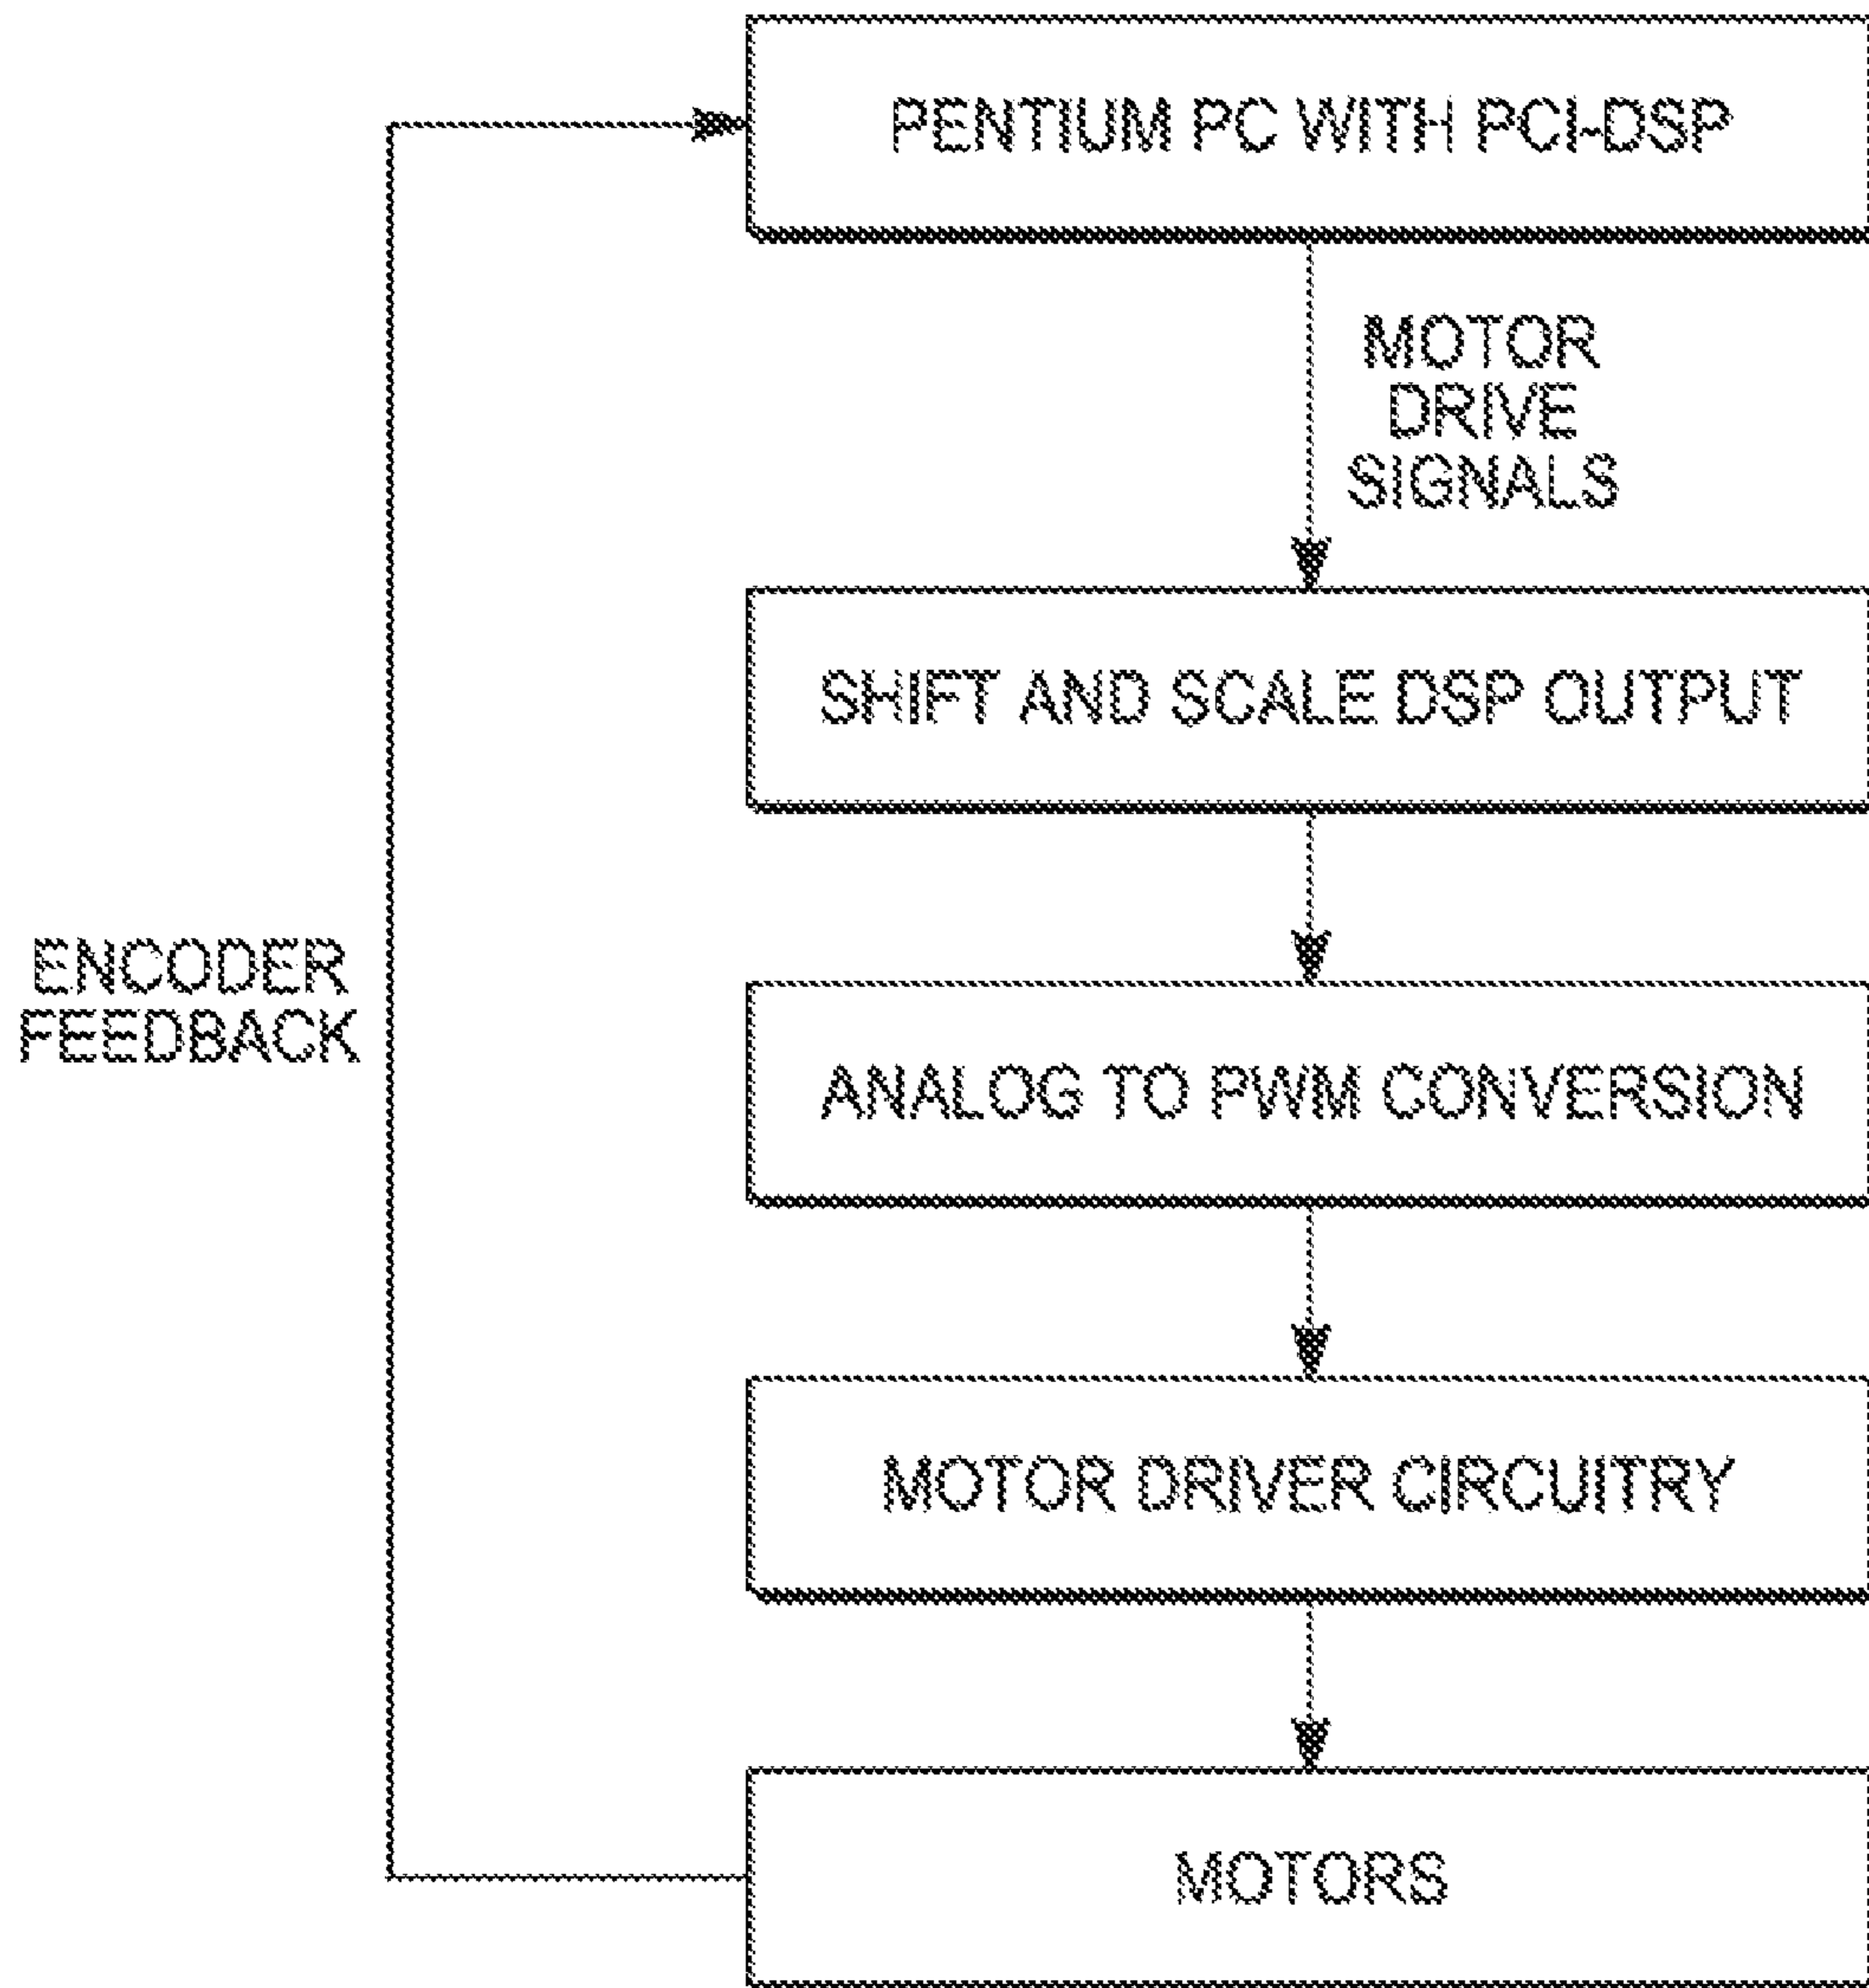 PENTIUM PC WITH PCI-DSP
MOTOR
DRIVE
SIGNALS
SHIFT AND SCALE DSP OUTPUT
ENCODER
FEEDBACK
ANALOG TO PWM CONVERSION
MOTOR DRIVER CIRCUITRY
MOTORS